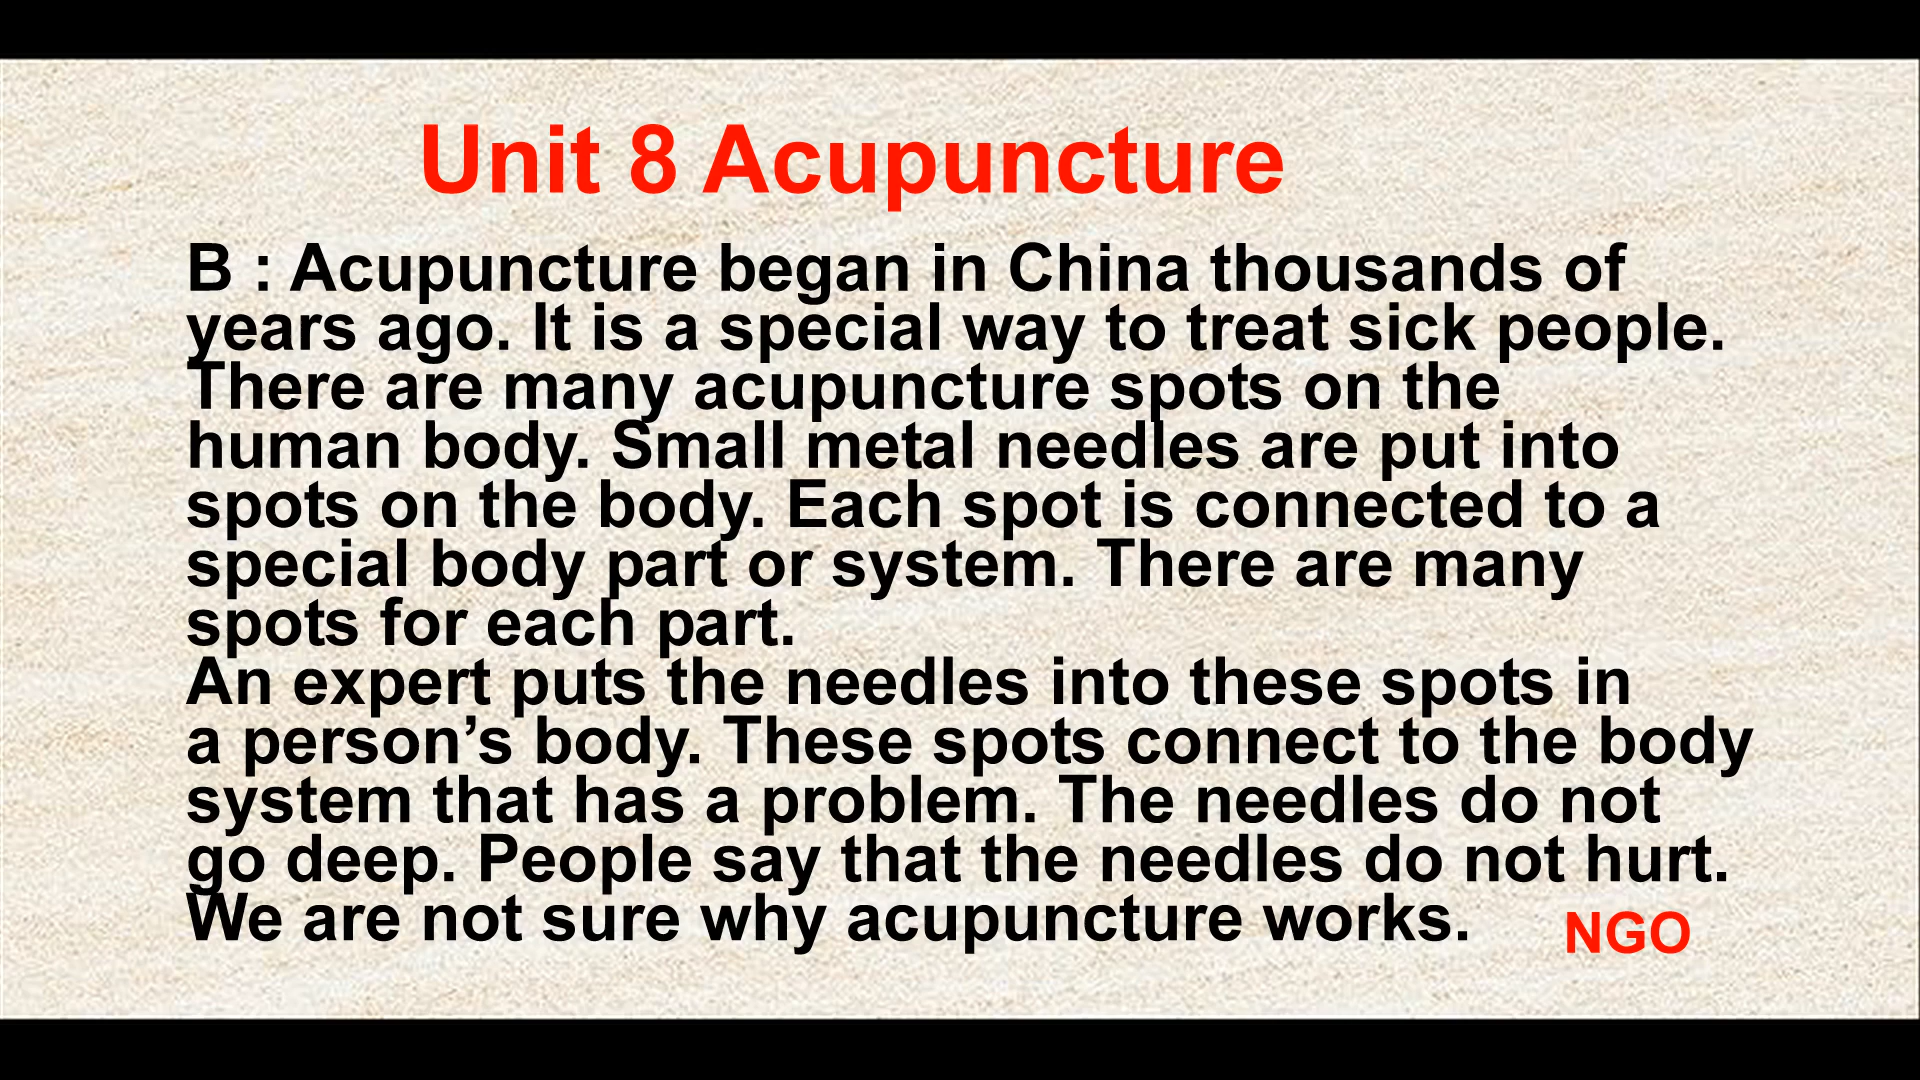 Unit 8 Acupuncture
B : Acupuncture began in China thousands of
years ago. It is a special way to treat sick people.
There are many acupuncture spots on the
human body. Small metal needles are put into
spots on the body. Each spot is connected to a
special body part or system. There are many
spots for each part.
An expert puts the needles into these spots in
a person’s body. These spots connect to the body
system that has a problem. The needles do not
go deep. People say that the needles do not hurt.
We are not sure why acupuncture works.
NGO